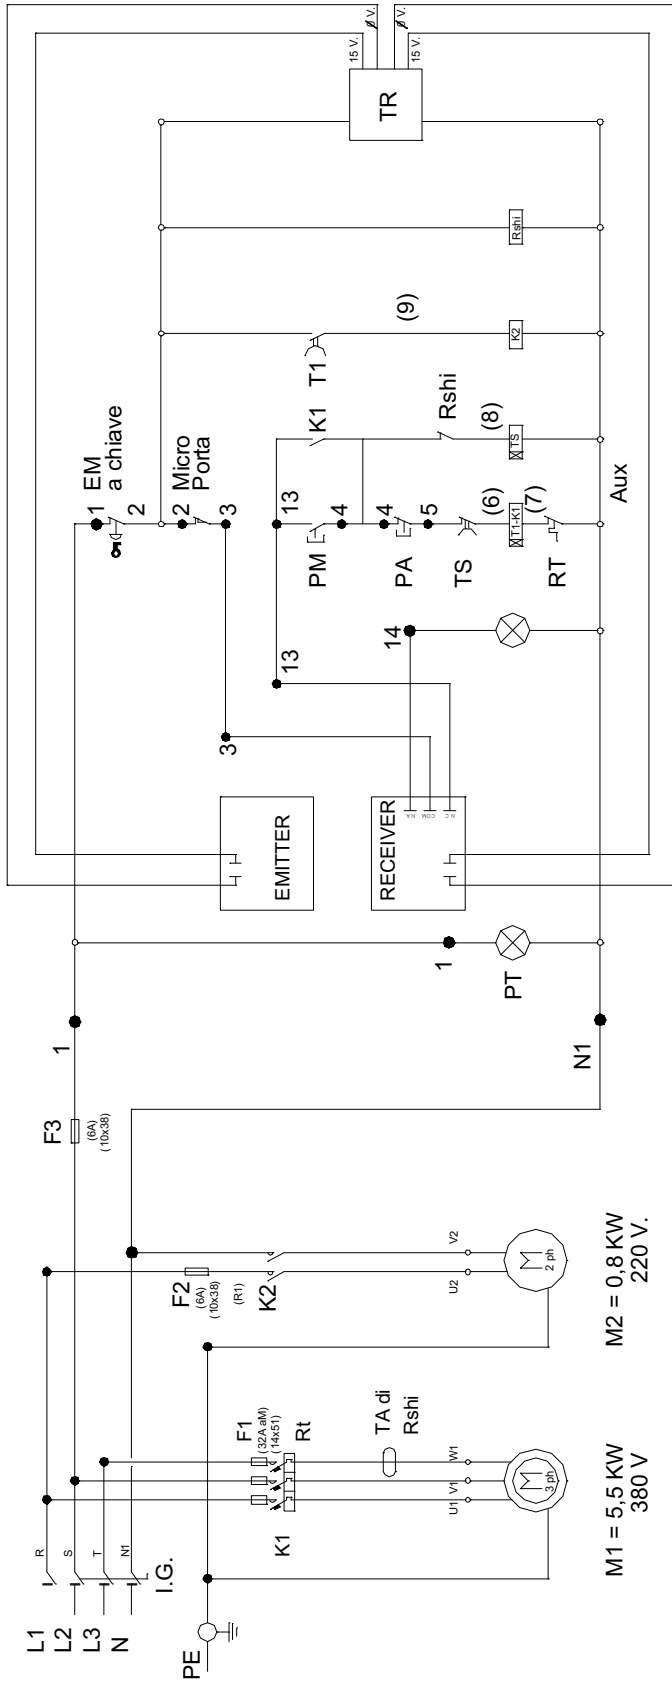 L1
L2
L3
N
R
S
T
N1
I.G.
PE
F1
(32A aM)
(14x51)
Rt
K1
TA di
Rshi
U1
V1
W1
M
3 ph
M1 = 5,5 KW
380 V
F2
(6A)
(10x38)
(R1)
K2
U2
V2
M
2 ph
M2 = 0,8 KW
220 V.
F3
(6A)
(10x38)
1
N1
1
PT
EMITTER
RECEIVER
N.A
COM
N.C
3
13
14
EM
a chiave
1
2
Micro
Porta
2
3
13
PM
4
4
PA
5
TS
(6)
T1-K1
(7)
RT
K1
Rshi
(8)
TS
Aux
T1
(9)
K2
Rshi
TR
15 V.
0 V.
0 V.
15 V.